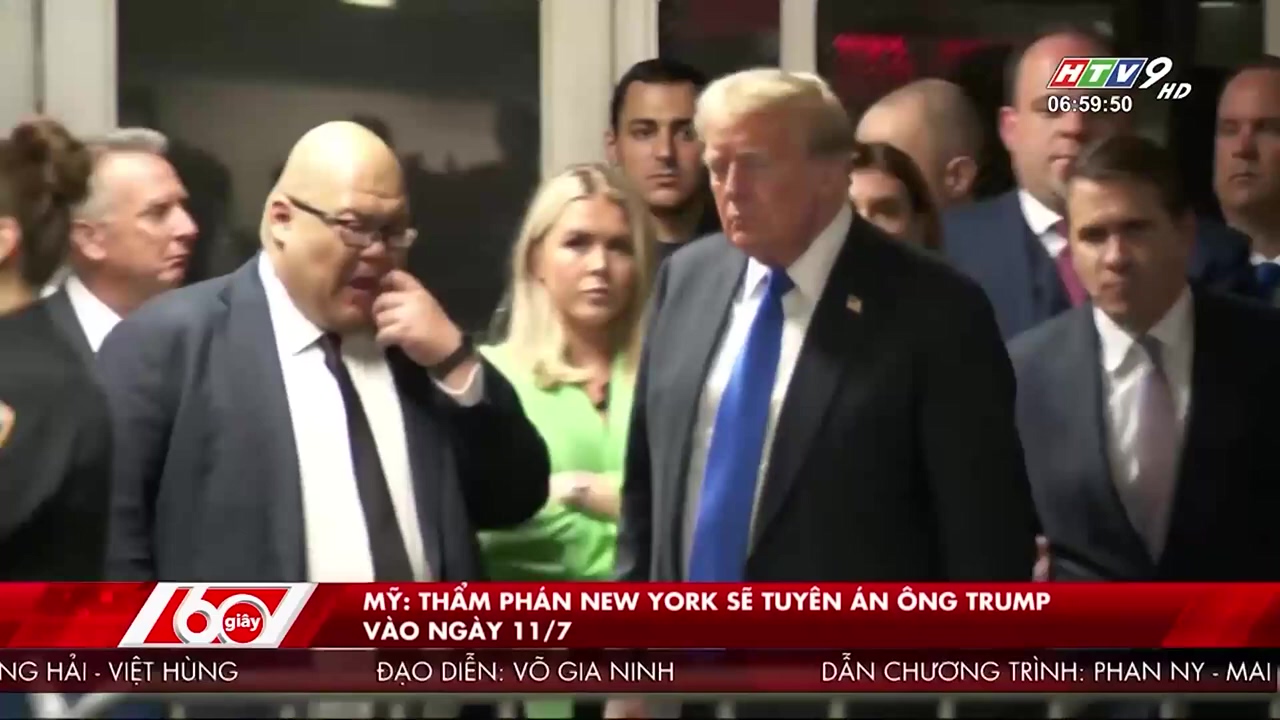 HTV9 HD
06:59:50
60 giây
MỸ: THẨM PHÁN NEW YORK SẼ TUYÊN ÁN ÔNG TRUMP
VÀO NGÀY 11/7
NG HẢI - VIỆT HÙNG ĐẠO DIỄN: VÕ GIA NINH DẪN CHƯƠNG TRÌNH: PHAN NY - MAI